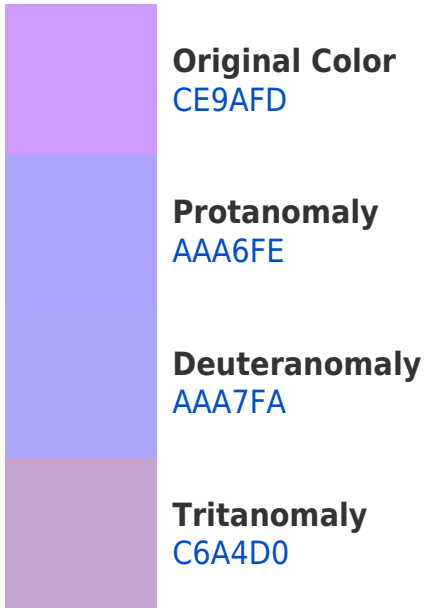 Original Color
CE9AFD
Protanomaly
AAA6FE
Deuteranomaly
AAA7FA
Tritanomaly
C6A4D0